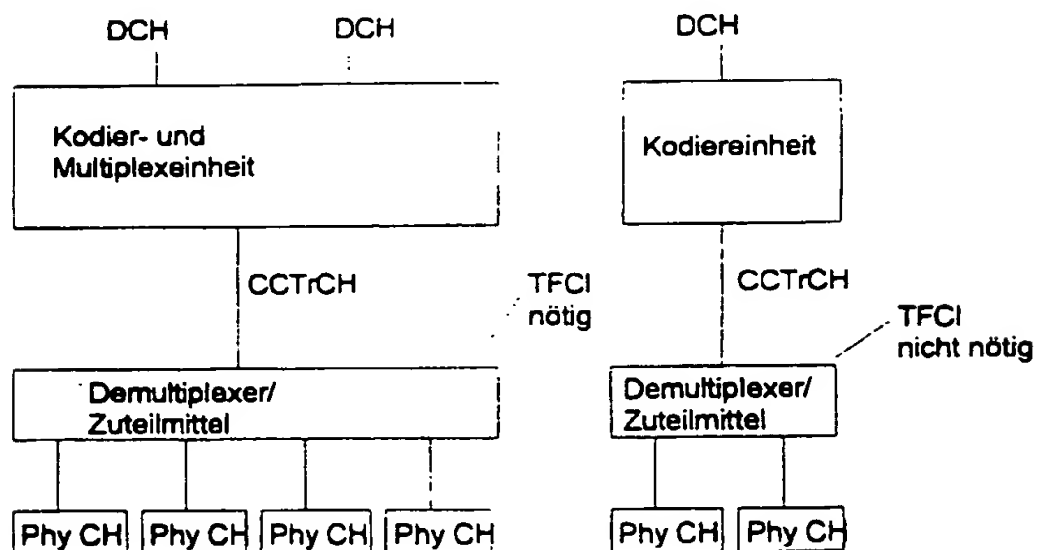 DCH DCH DCH
Kodier- und
Multiplexeinheit
Kodiereinheit
CCTrCH
TFCI
nötig
CCTrCH
TFCI
nicht nötig
Demultiplexer/
Zuteilmittel
Demultiplexer/
Zuteilmittel
Phy CH Phy CH Phy CH Phy CH Phy CH Phy CH